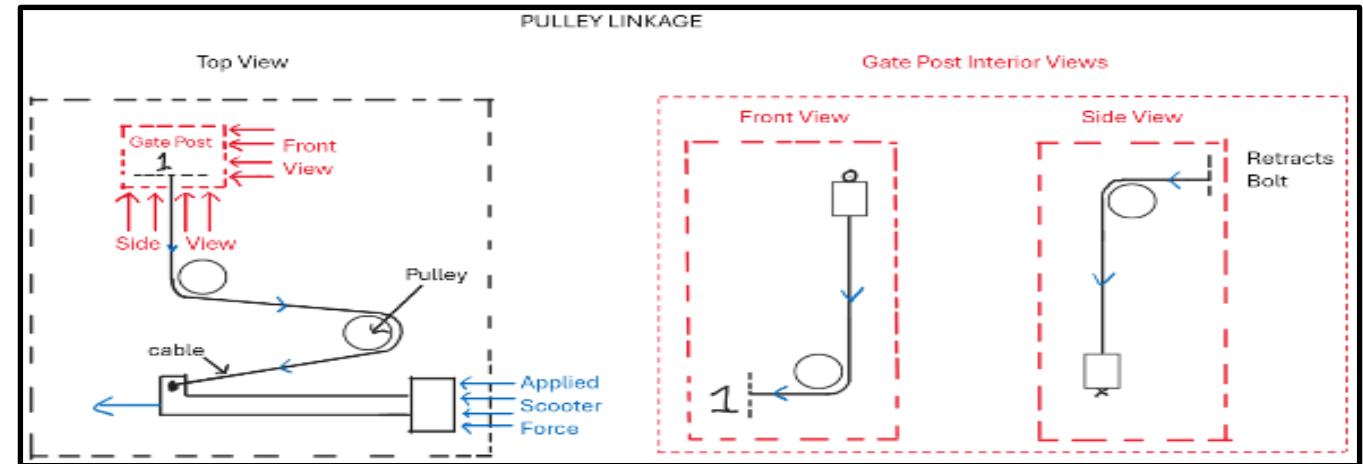 PULLEY LINKAGE
Top View
Gate Post
1
Front
View
Side View
Pulley
cable
Applied
Scooter
Force
Gate Post Interior Views
Front View
1
Side View
Retracts
Bolt